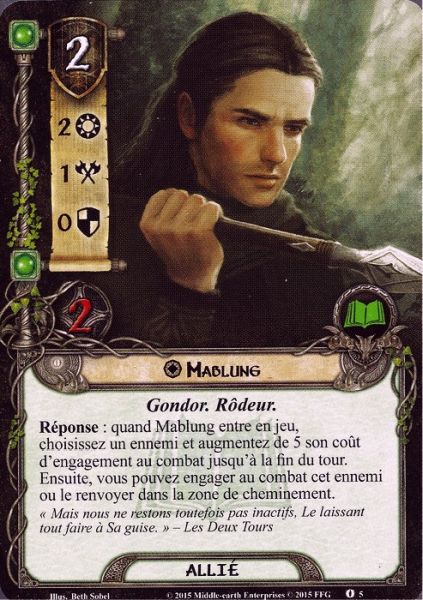 2
2
1
0
2
Mablung
Gondor. Rôdeur.
Réponse : quand Mablung entre en jeu,
choisissez un ennemi et augmentez de 5 son coût
d'engagement au combat jusqu'à la fin du tour.
Ensuite, vous pouvez engager au combat cet ennemi
ou le renvoyer dans la zone de cheminement.
« Mais nous ne restons toutefois pas inactifs, Le laissant
tout faire à Sa guise. » – Les Deux Tours
ALLIÉ
Illus. Beth Sobel © 2015 Middle-earth Enterprises © 2015 FFG 5